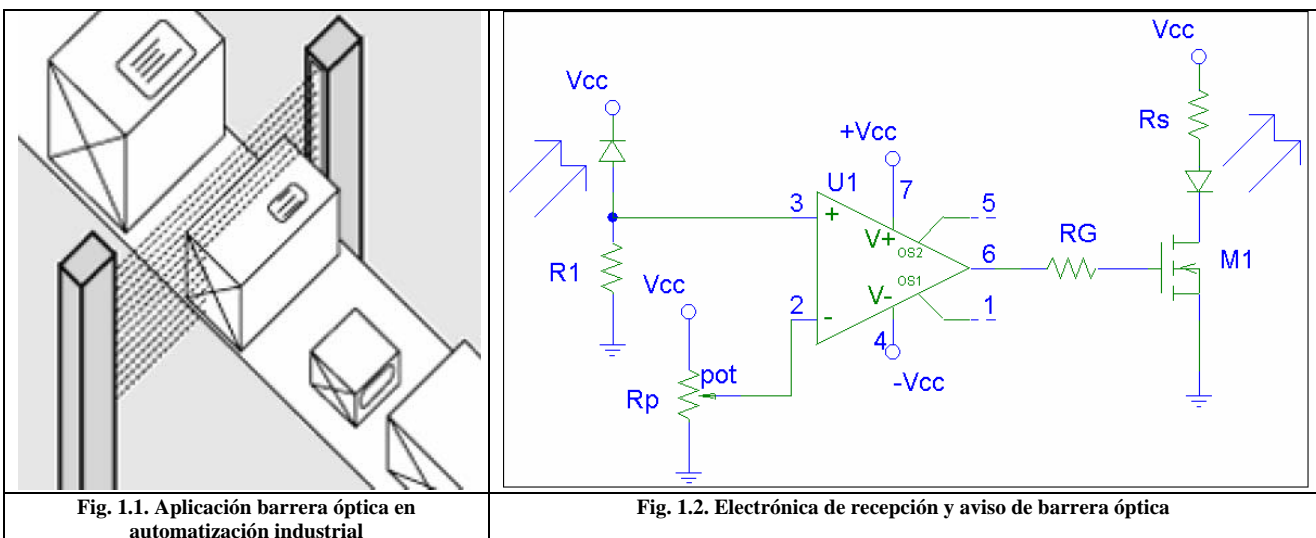 Vcc
Vcc
+Vcc
Rs
U1
7
5
3
+
V+
OS2
6
RG
R1
OS1
M1
Vcc
V-
2
-
1
4
pot
-Vcc
Rp
Fig. 1.1. Aplicación barrera óptica en
automatización industrial
Fig. 1.2. Electrónica de recepción y aviso de barrera óptica